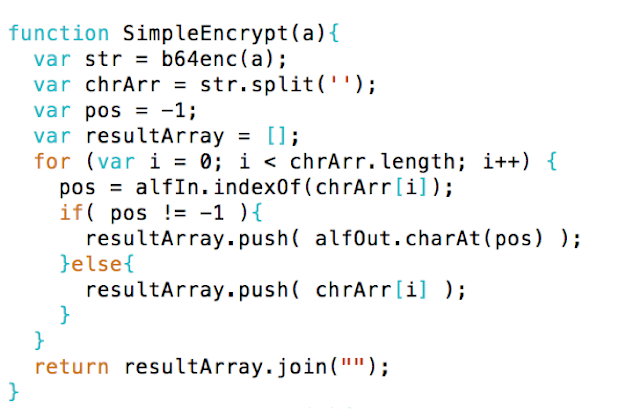 function SimpleEncrypt(a){
  var str = b64enc(a);
  var chrArr = str.split('');
  var pos = -1;
  var resultArray = [];
  for (var i = 0; i < chrArr.length; i++) {
    pos = alfIn.indexOf(chrArr[i]);
    if( pos != -1 ){
      resultArray.push( alfOut.charAt(pos) );
    }else{
      resultArray.push( chrArr[i] );
    }
  }
  return resultArray.join("");
}